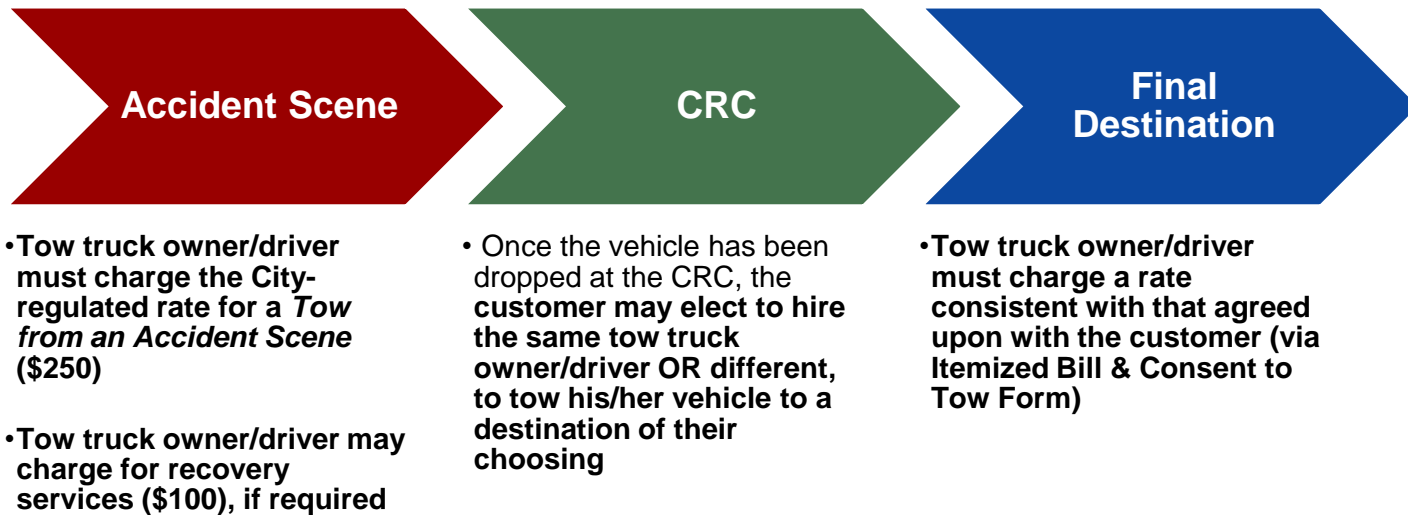 Accident Scene
•Tow truck owner/driver
must charge the City-
regulated rate for a Tow
from an Accident Scene
($250)
•Tow truck owner/driver may
charge for recovery
services ($100), if required
CRC
• Once the vehicle has been
dropped at the CRC, the
customer may elect to hire
the same tow truck
owner/driver OR different,
to tow his/her vehicle to a
destination of their
choosing
Final
Destination
•Tow truck owner/driver
must charge a rate
consistent with that agreed
upon with the customer (via
Itemized Bill & Consent to
Tow Form)